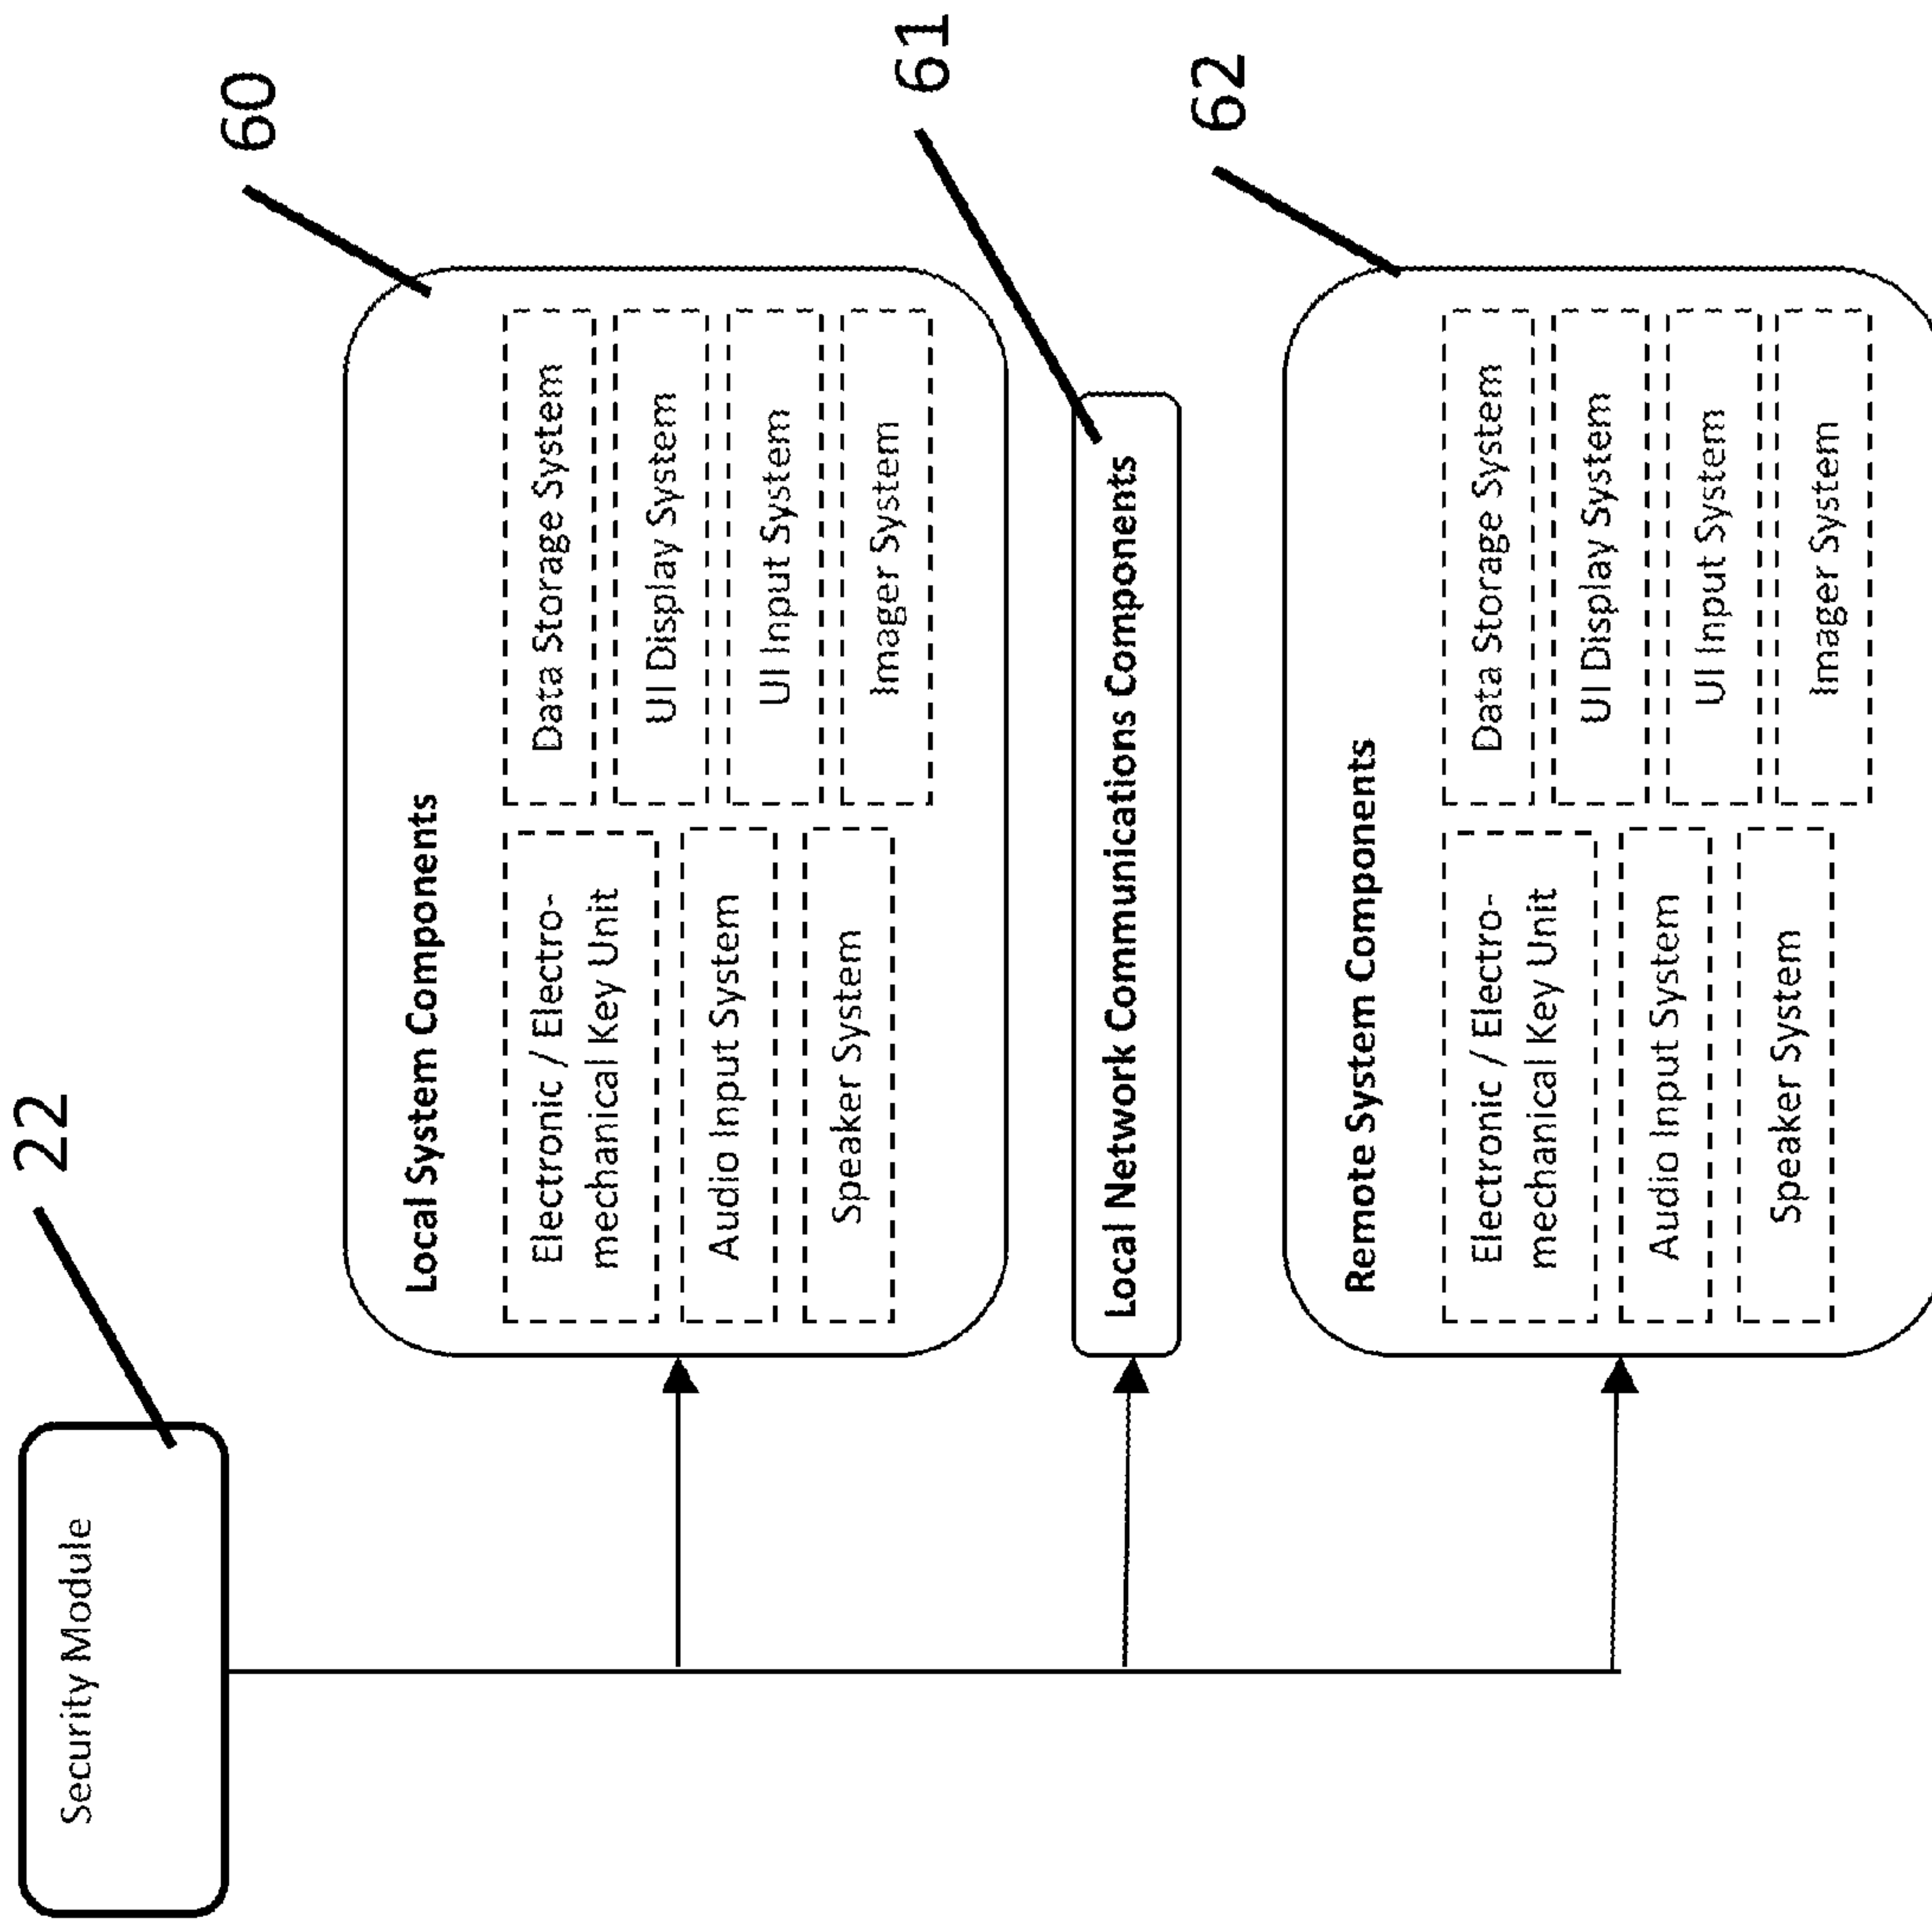 22
Security Module
60
Local System Components
Electronic / Electro-
mechanical Key Unit
Audio Input System
Speaker System
Data Storage System
UI Display System
UI Input System
Imager System
61
Local Network Communications Components
62
Remote System Components
Electronic / Electro-
mechanical Key Unit
Audio Input System
Speaker System
Data Storage System
UI Display System
UI Input System
Imager System